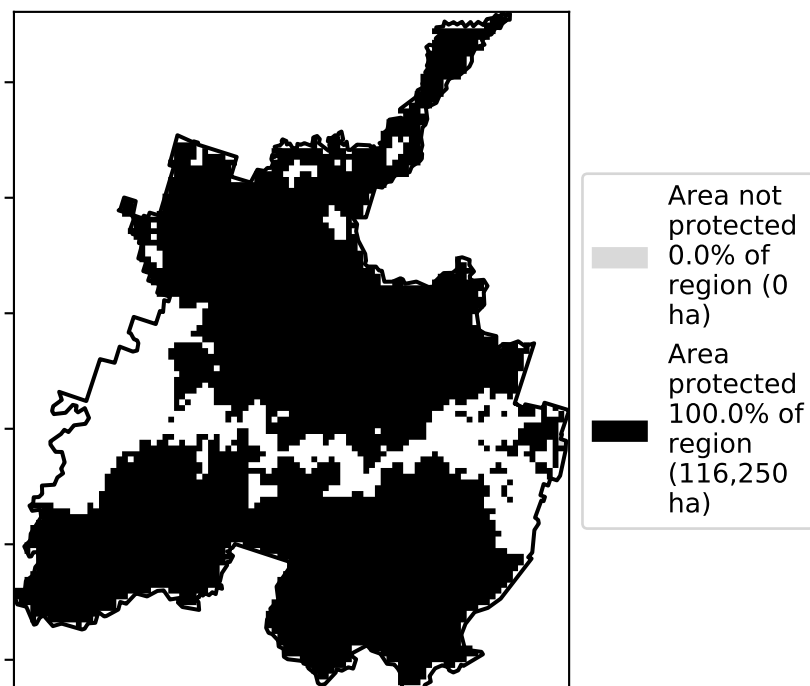 Area not
protected
0.0% of
region (0
ha)
Area
protected
100.0% of
region
(116,250
ha)